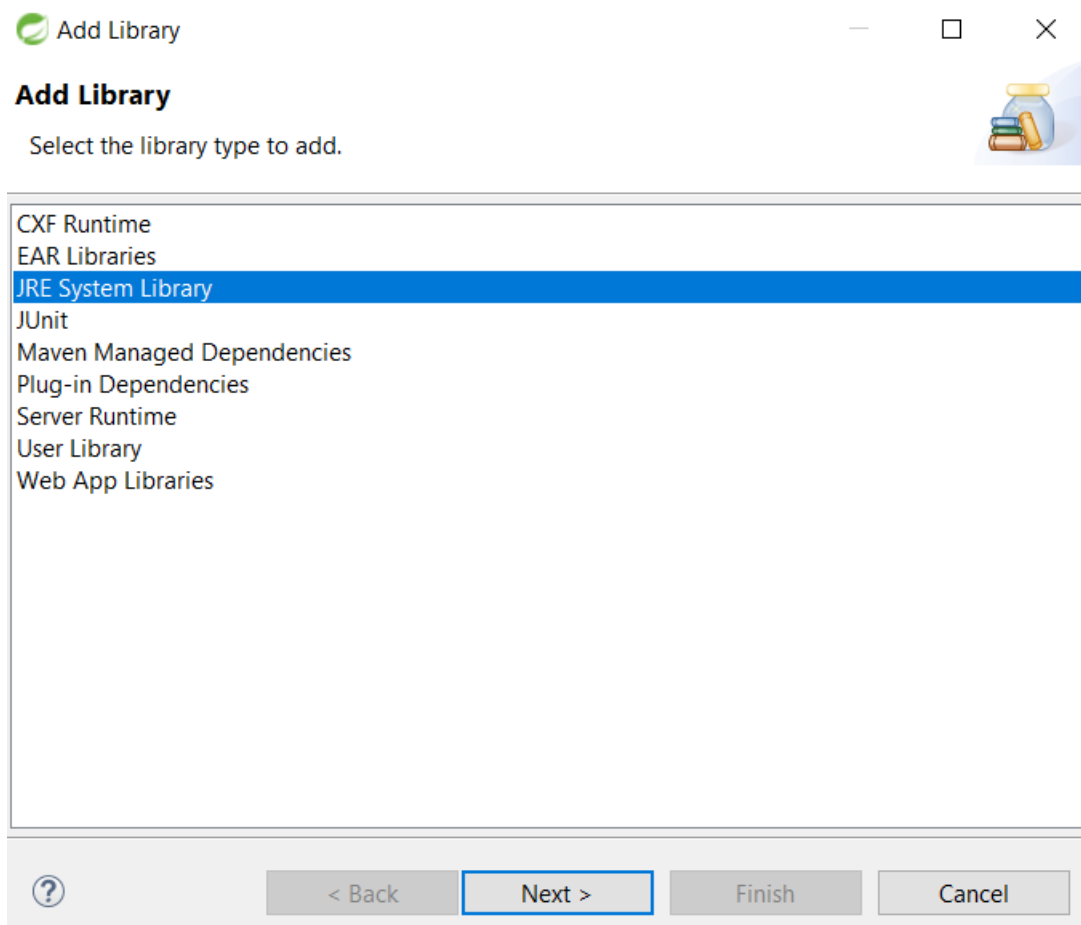 Add Library
Add Library
Select the library type to add.
CXF Runtime
EAR Libraries
JRE System Library
JUnit
Maven Managed Dependencies
Plug-in Dependencies
Server Runtime
User Library
Web App Libraries
? < Back Next > Finish Cancel